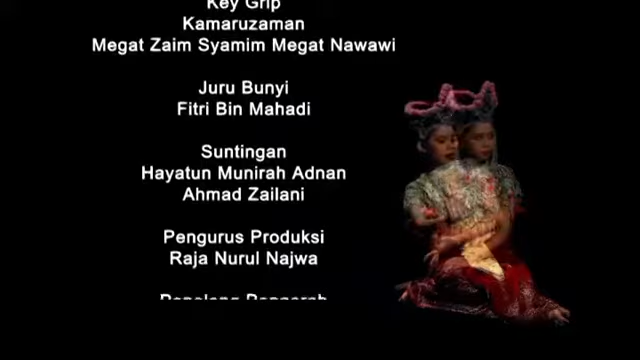 Key Grip
Kamaruzaman
Megat Zaim Syamim Megat Nawawi
Juru Bunyi
Fitri Bin Mahadi
Suntingan
Hayatun Munirah Adnan
Ahmad Zailani
Pengurus Produksi
Raja Nurul Najwa